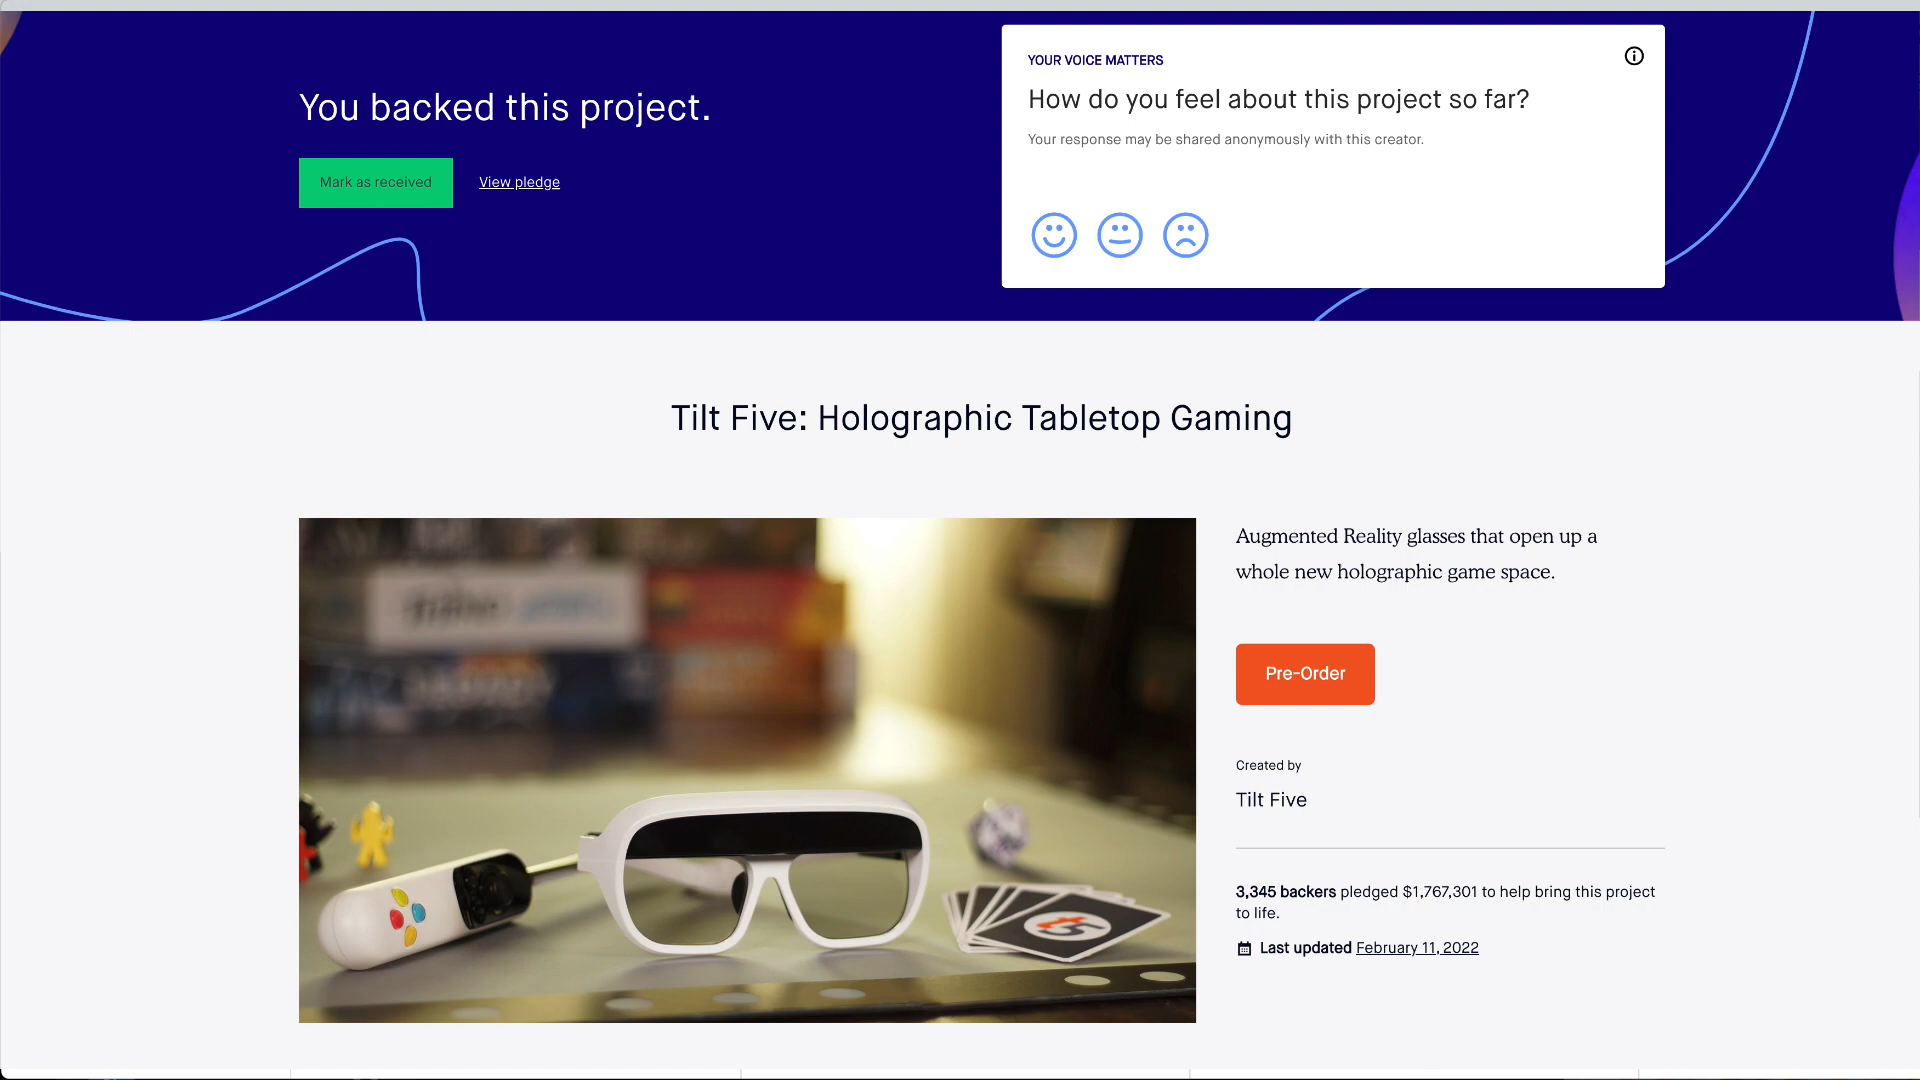 You backed this project.
Mark as received
View pledge
YOUR VOICE MATTERS
How do you feel about this project so far?
Your response may be shared anonymously with this creator.
Tilt Five: Holographic Tabletop Gaming
t5
Augmented Reality glasses that open up a
whole new holographic game space.
Pre-Order
Created by
Tilt Five
3,345 backers pledged $1,767,301 to help bring this project
to life.
Last updated February 11, 2022